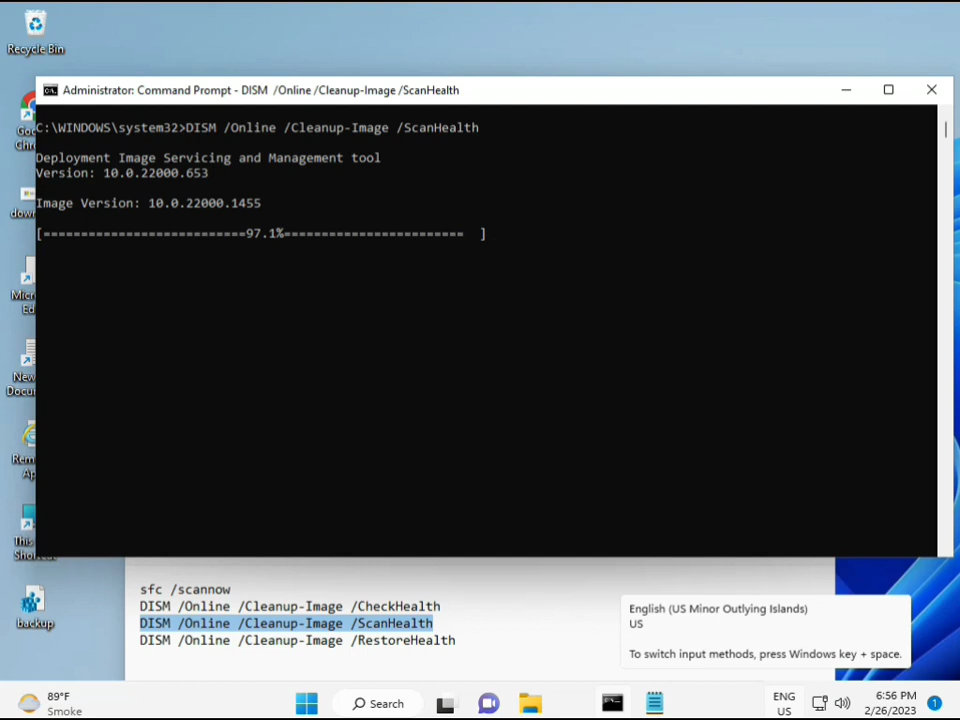 Recycle Bin
Administrator: Command Prompt - DISM /Online /Cleanup-Image /ScanHealth
C:\WINDOWS\system32>DISM /Online /Cleanup-Image /ScanHealth
Deployment Image Servicing and Management tool
Version: 10.0.22000.653
Image Version: 10.0.22000.1455
[===========================97.1%======================== ]
backup
sfc /scannow
DISM /Online /Cleanup-Image /CheckHealth
DISM /Online /Cleanup-Image /ScanHealth
DISM /Online /Cleanup-Image /RestoreHealth
English (US Minor Outlying Islands)
US
To switch input methods, press Windows key + space.
89°F
Smoke
Search
ENG
US
6:56 PM
2/26/2023
1